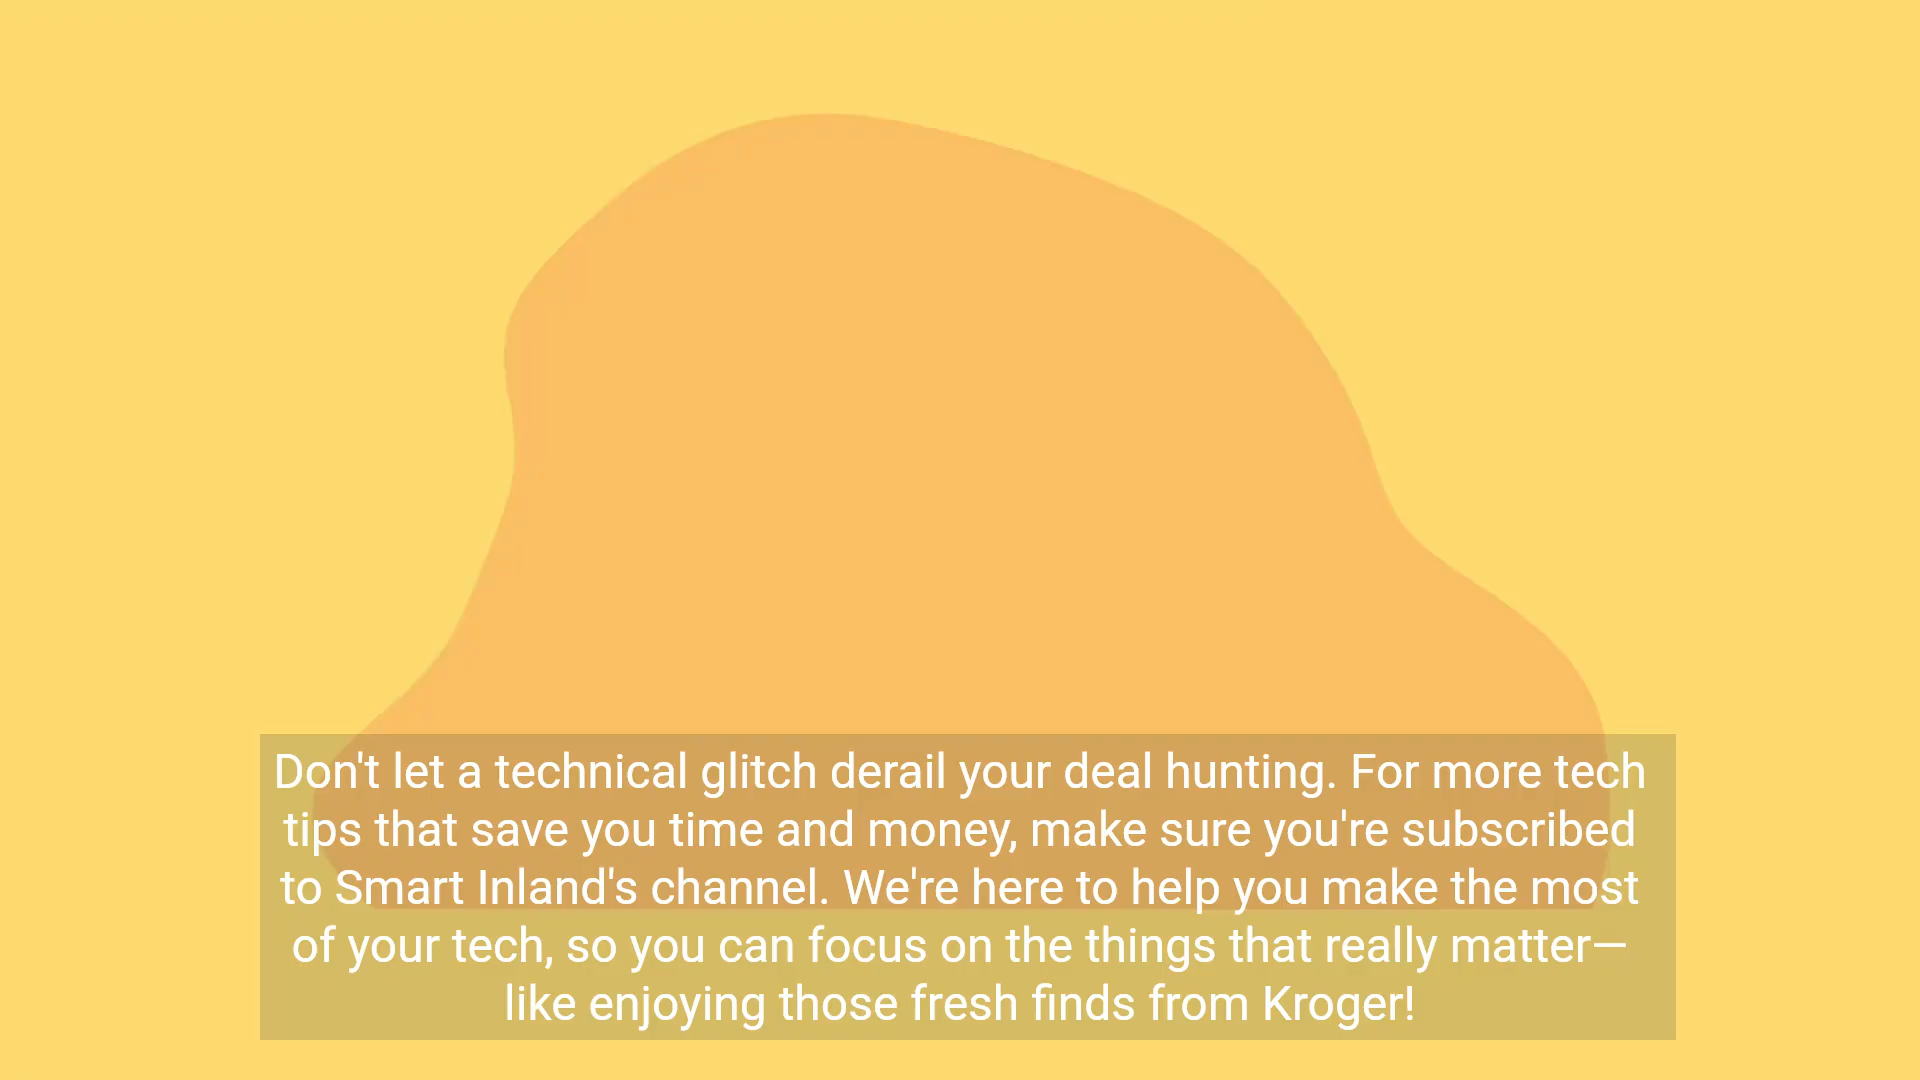 Don't let a technical glitch derail your deal hunting. For more tech
tips that save you time and money, make sure you're subscribed
to Smart Inland's channel. We're here to help you make the most
of your tech, so you can focus on the things that really matter—
like enjoying those fresh finds from Kroger!